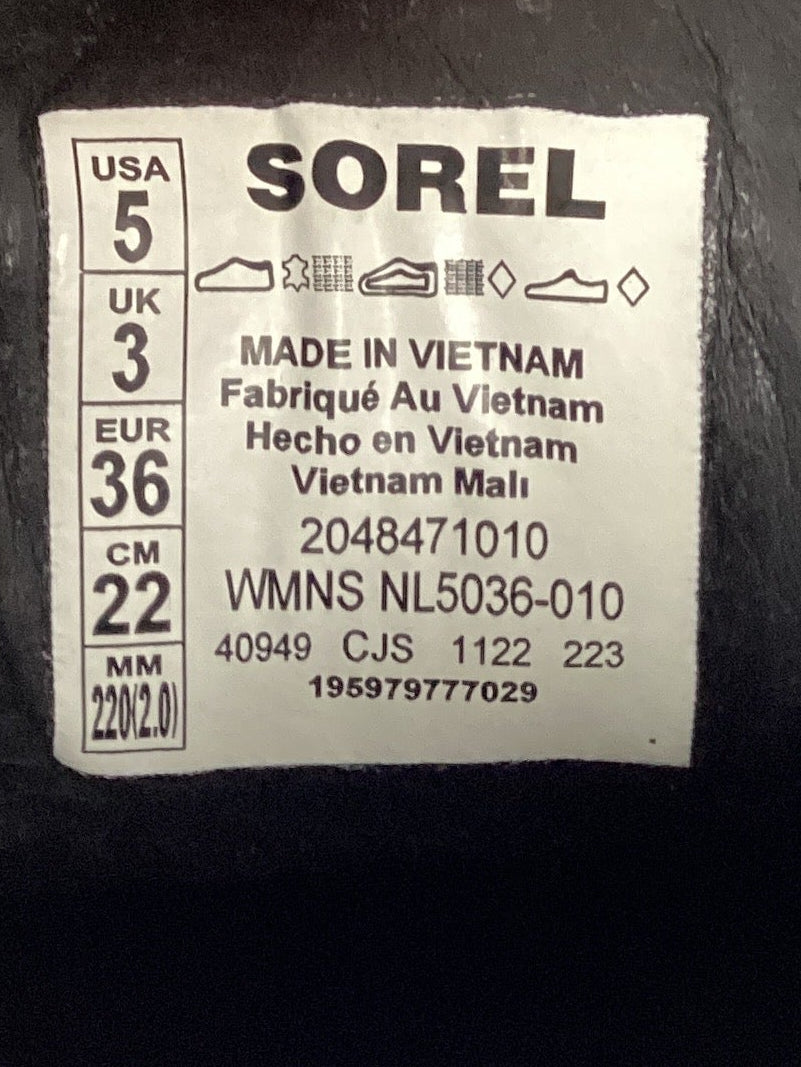 SOREL
USA
5
UK
3
EUR
36
CM
22
MM
220(2.0)
MADE IN VIETNAM
Fabriqué Au Vietnam
Hecho en Vietnam
Vietnam Malı
2048471010
WMNS NL5036-010
40949 CJS 1122 223
195979777029